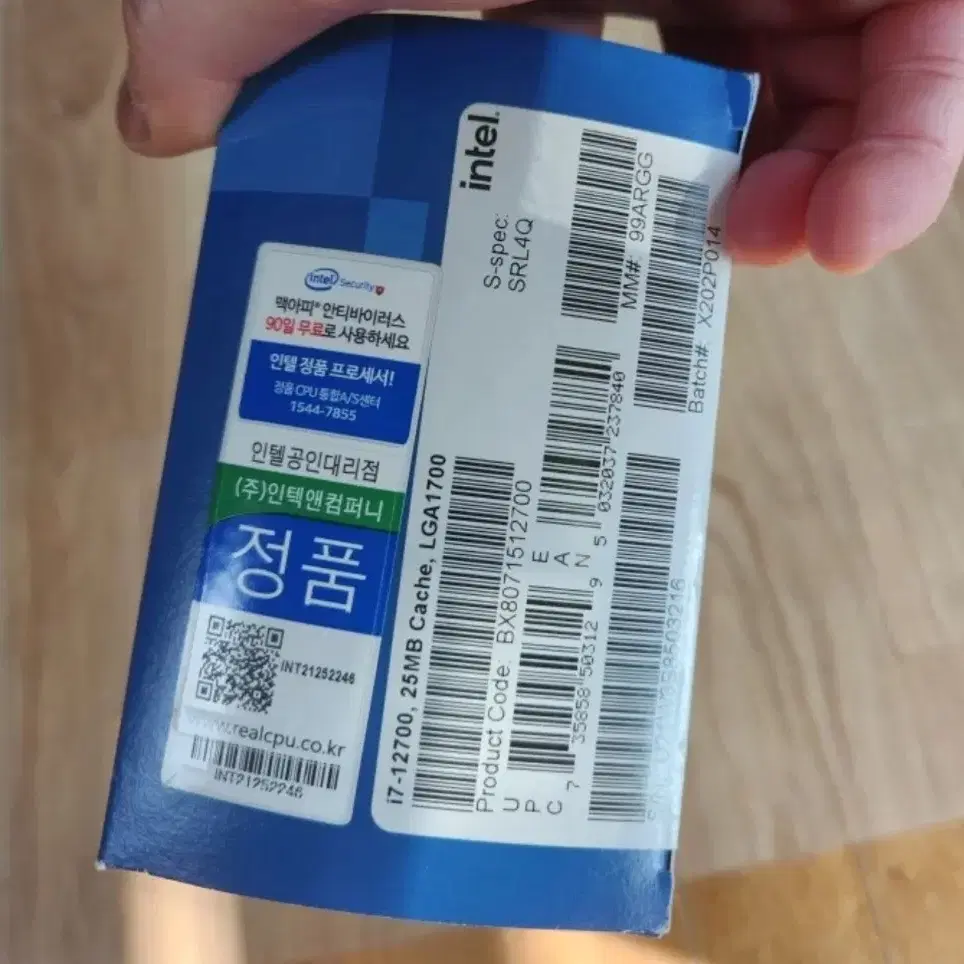 intel Security
맥아피® 안티바이러스
90일 무료로 사용하세요
인텔 정품 프로세서!
정품 CPU 통합A/S센터
1544-7855
인텔공인대리점
(주)인텍앤컴퍼니
정품
INT21252246
www.realcpu.co.kr
INT21252246
intel.
S-spec:
SRL4Q
MM#: 99ARGG
Batch#: X202P014
i7-12700, 25MB Cache, LGA1700
Product Code: BX8071512700
UPC
7 35858 50312 9
EAN
5 032037 237840